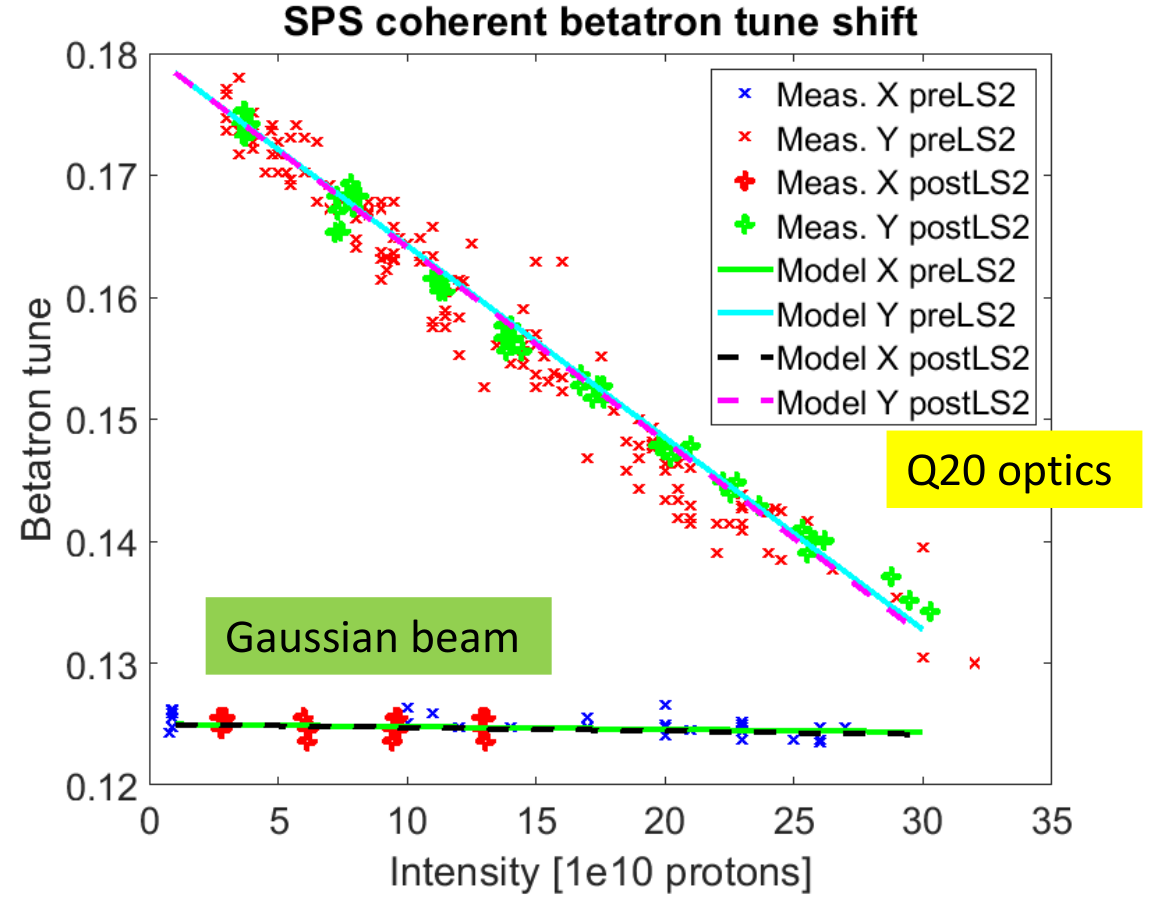 SPS coherent betatron tune shift
0.18
0.17
0.16
0.15
0.14
0.13
0.12
Betatron tune
Meas. X preLS2
Meas. Y preLS2
Meas. X postLS2
Meas. Y postLS2
Model X preLS2
Model Y preLS2
Model X postLS2
Model Y postLS2
Q20 optics
Gaussian beam
0 5 10 15 20 25 30 35
Intensity [1e10 protons]